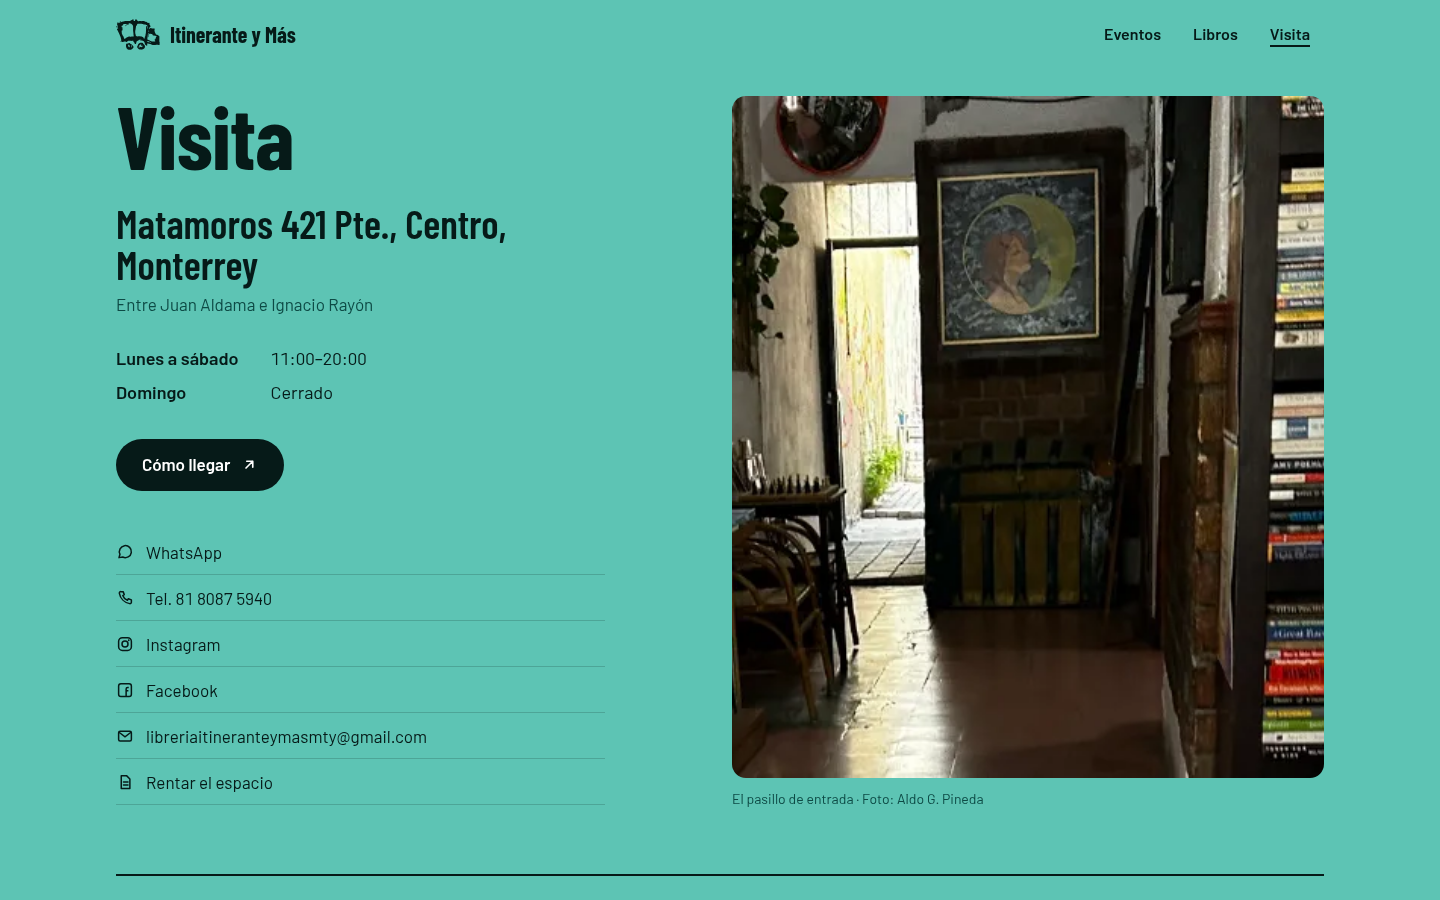 Itinerante y Más
Eventos
Libros
Visita
Visita
Matamoros 421 Pte., Centro,
Monterrey
Entre Juan Aldama e Ignacio Rayón
Lunes a sábado 11:00–20:00
Domingo Cerrado
Cómo llegar
WhatsApp
Tel. 81 8087 5940
Instagram
Facebook
libreriaitineranteymasmty@gmail.com
Rentar el espacio
AMY POEHL
El pasillo de entrada · Foto: Aldo G. Pineda